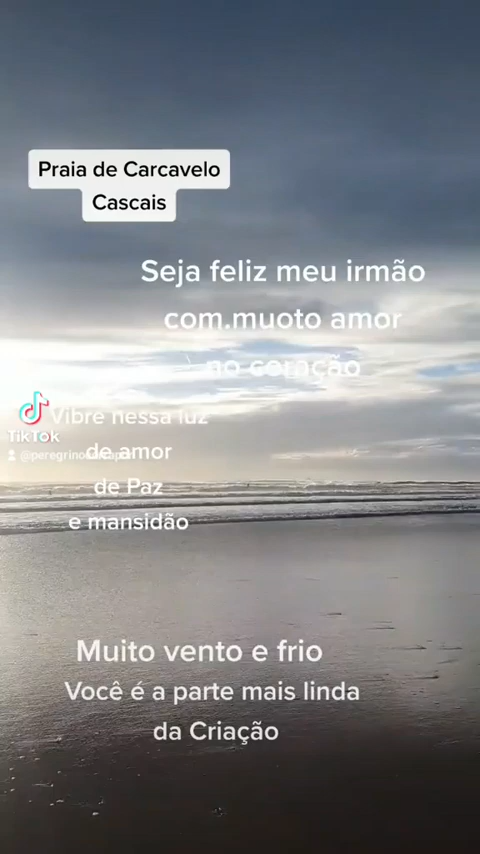 Praia de Carcavelo
Cascais
Seja feliz meu irmão
com.muoto amor
no coração
Vibre nessa luz
TikTok
de amor
de Paz
e mansidão
Muito vento e frio
Você é a parte mais linda
da Criação